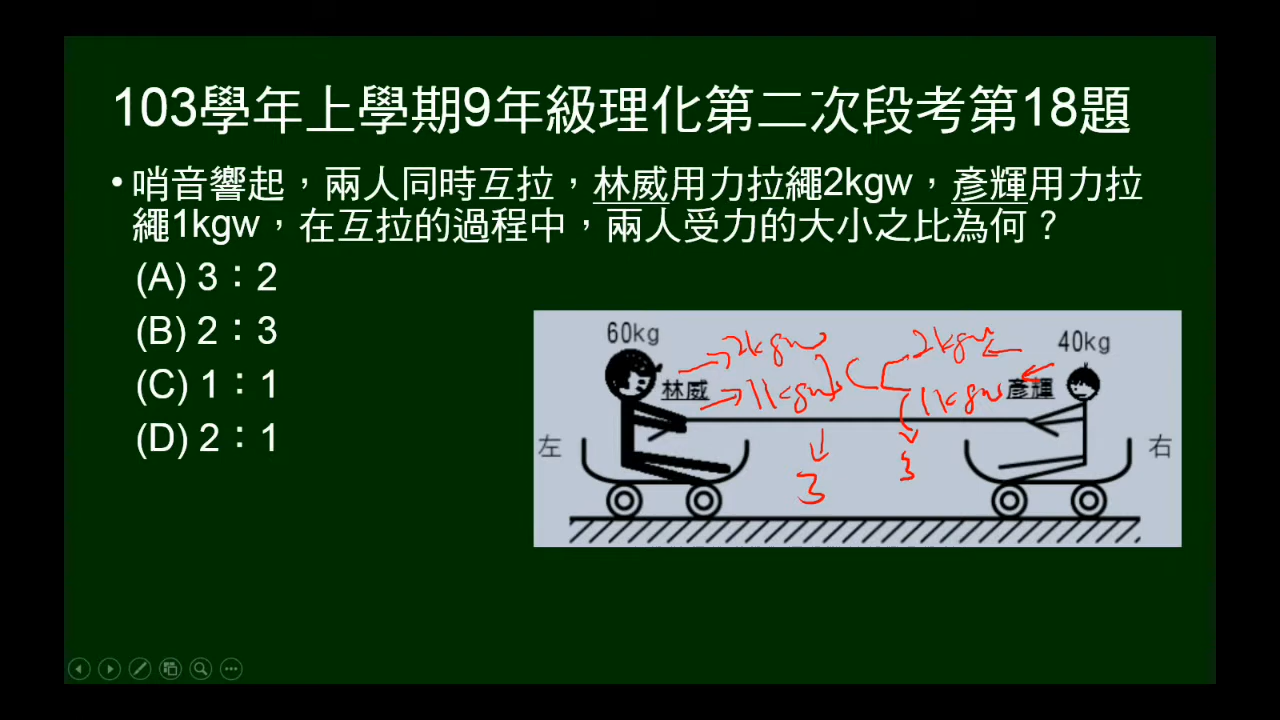 103學年上學期9年級理化第二次段考第18題
•哨音響起，兩人同時互拉，林威用力拉繩2kgw，彥輝用力拉
繩1kgw，在互拉的過程中，兩人受力的大小之比為何？
(A) 3：2
(B) 2：3
(C) 1：1
(D) 2：1
60kg
2kgw
2kgw
40kg
林威
1kgw
1kgw
彥輝
左
右
3
3